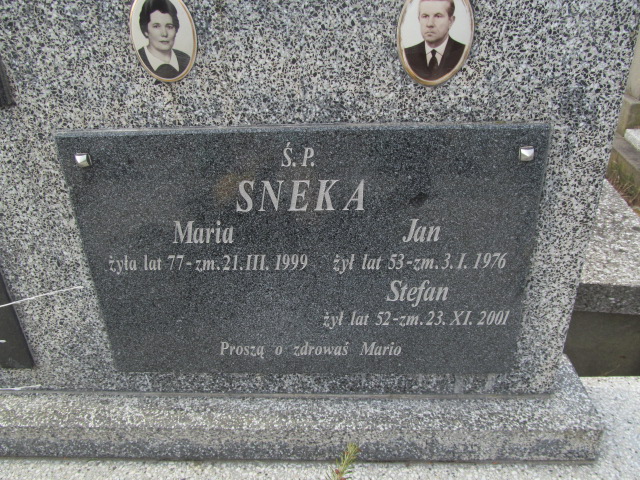 Ś. P.
SNEKA
Maria
żyła lat 77 - zm. 21. III. 1999
Jan
żył lat 53 - zm. 3. I. 1976
Stefan
żył lat 52 - zm. 23. XI. 2001
Proszą o zdrowaś Mario